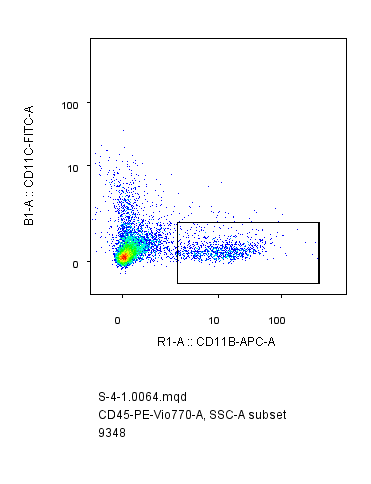 100
10
0
B1-A :: CD11C-FITC-A
0
10
100
R1-A :: CD11B-APC-A
S-4-1.0064.mqd
CD45-PE-Vio770-A, SSC-A subset
9348